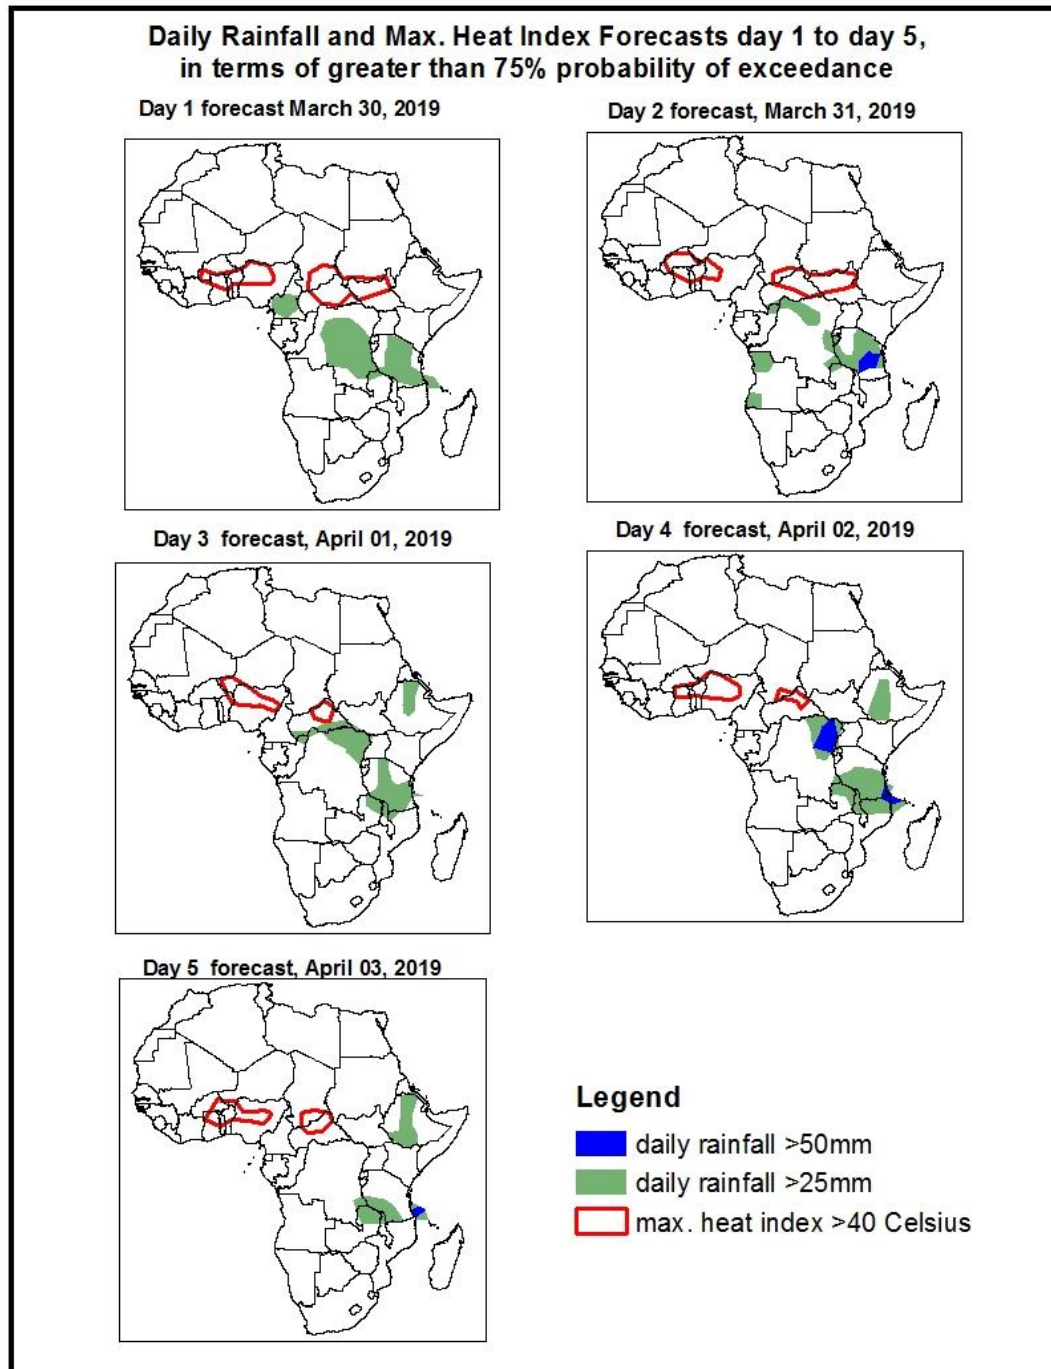 Daily Rainfall and Max. Heat Index Forecasts day 1 to day 5,
in terms of greater than 75% probability of exceedance
Day 1 forecast March 30, 2019
Day 2 forecast, March 31, 2019
Day 3 forecast, April 01, 2019
Day 4 forecast, April 02, 2019
Day 5 forecast, April 03, 2019
Legend
daily rainfall >50mm
daily rainfall >25mm
max. heat index >40 Celsius